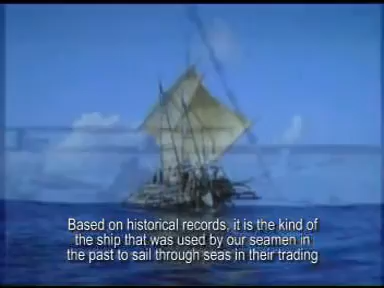 Based on historical records, it is the kind of
the ship that was used by our seamen in
the past to sail through seas in their trading